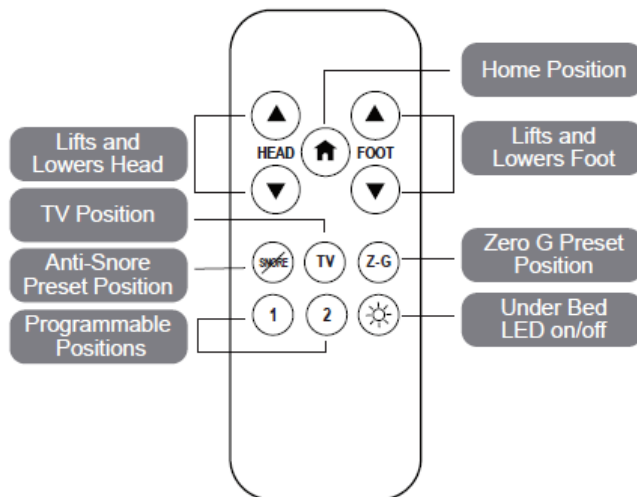 Home Position
Lifts and
Lowers Head
HEAD
FOOT
Lifts and
Lowers Foot
TV Position
Anti-Snore
Preset Position
SNORE
TV
Z-G
Zero G Preset
Position
Programmable
Positions
1
2
Under Bed
LED on/off